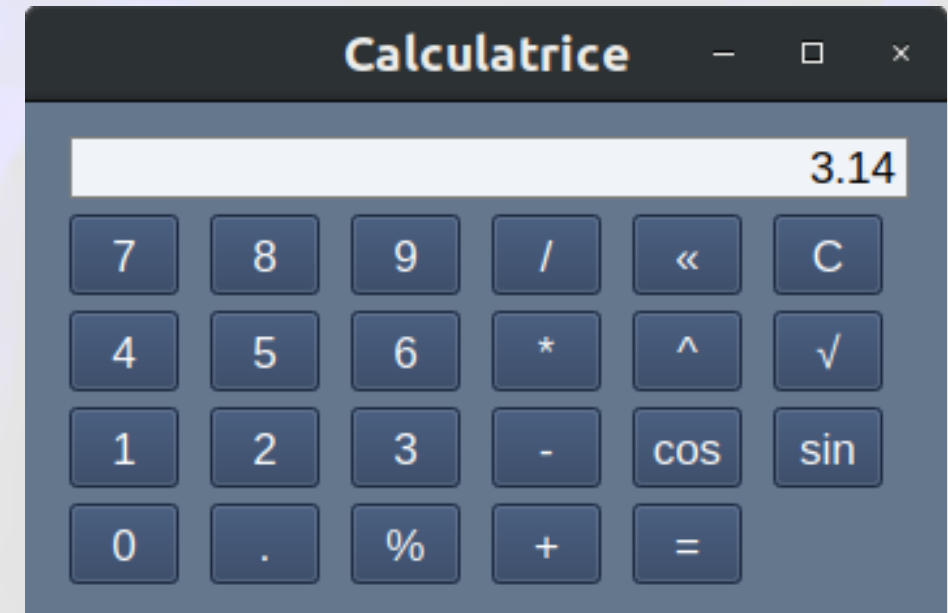 Calculatrice
3.14
7 8 9 / « C
4 5 6 * ^ √
1 2 3 - cos sin
0 . % + =